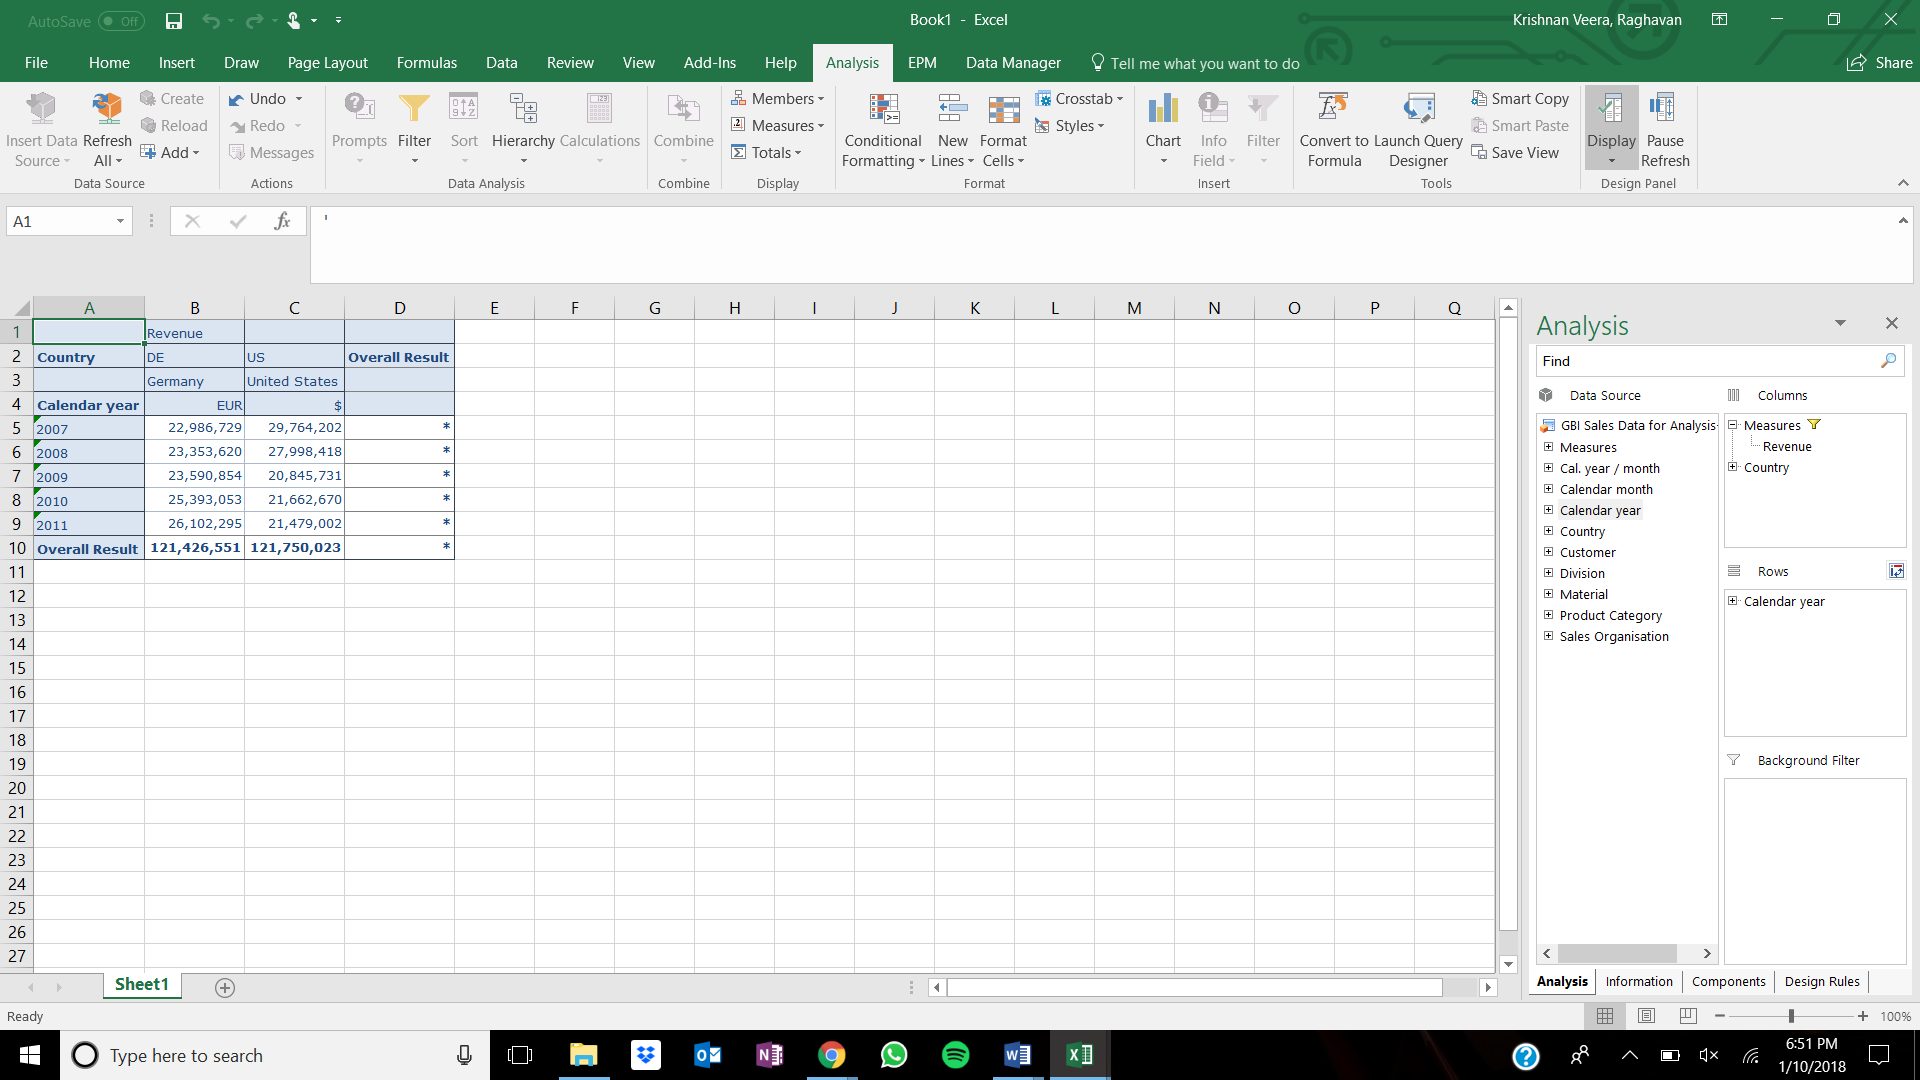 AutoSave Off
Book1 - Excel
Krishnan Veera, Raghavan
File Home Insert Draw Page Layout Formulas Data Review View Add-Ins Help Analysis EPM Data Manager Tell me what you want to do Share
Insert Data Source
Refresh All
Create
Reload
Add
Data Source
Undo
Redo
Messages
Actions
Prompts
Filter
Sort
Hierarchy
Calculations
Data Analysis
Combine
Combine
Members
Measures
Totals
Display
Conditional Formatting
New Lines
Format Cells
Crosstab
Styles
Format
Chart
Info Field
Filter
Insert
Convert to Formula
Launch Query Designer
Smart Copy
Smart Paste
Save View
Tools
Display
Pause Refresh
Design Panel
A1
fx
'
A B C D E F G H I J K L M N O P Q
1 Revenue
2 Country DE US Overall Result
3 Germany United States
4 Calendar year EUR $
5 2007 22,986,729 29,764,202 *
6 2008 23,353,620 27,998,418 *
7 2009 23,590,854 20,845,731 *
8 2010 25,393,053 21,662,670 *
9 2011 26,102,295 21,479,002 *
10 Overall Result 121,426,551 121,750,023 *
11
12
13
14
15
16
17
18
19
20
21
22
23
24
25
26
27
Analysis
Find
Data Source
GBI Sales Data for Analysis
Measures
Cal. year / month
Calendar month
Calendar year
Country
Customer
Division
Material
Product Category
Sales Organisation
Columns
Measures
Revenue
Country
Rows
Calendar year
Background Filter
Analysis Information Components Design Rules
Sheet1
Ready
100%
Type here to search
6:51 PM
1/10/2018